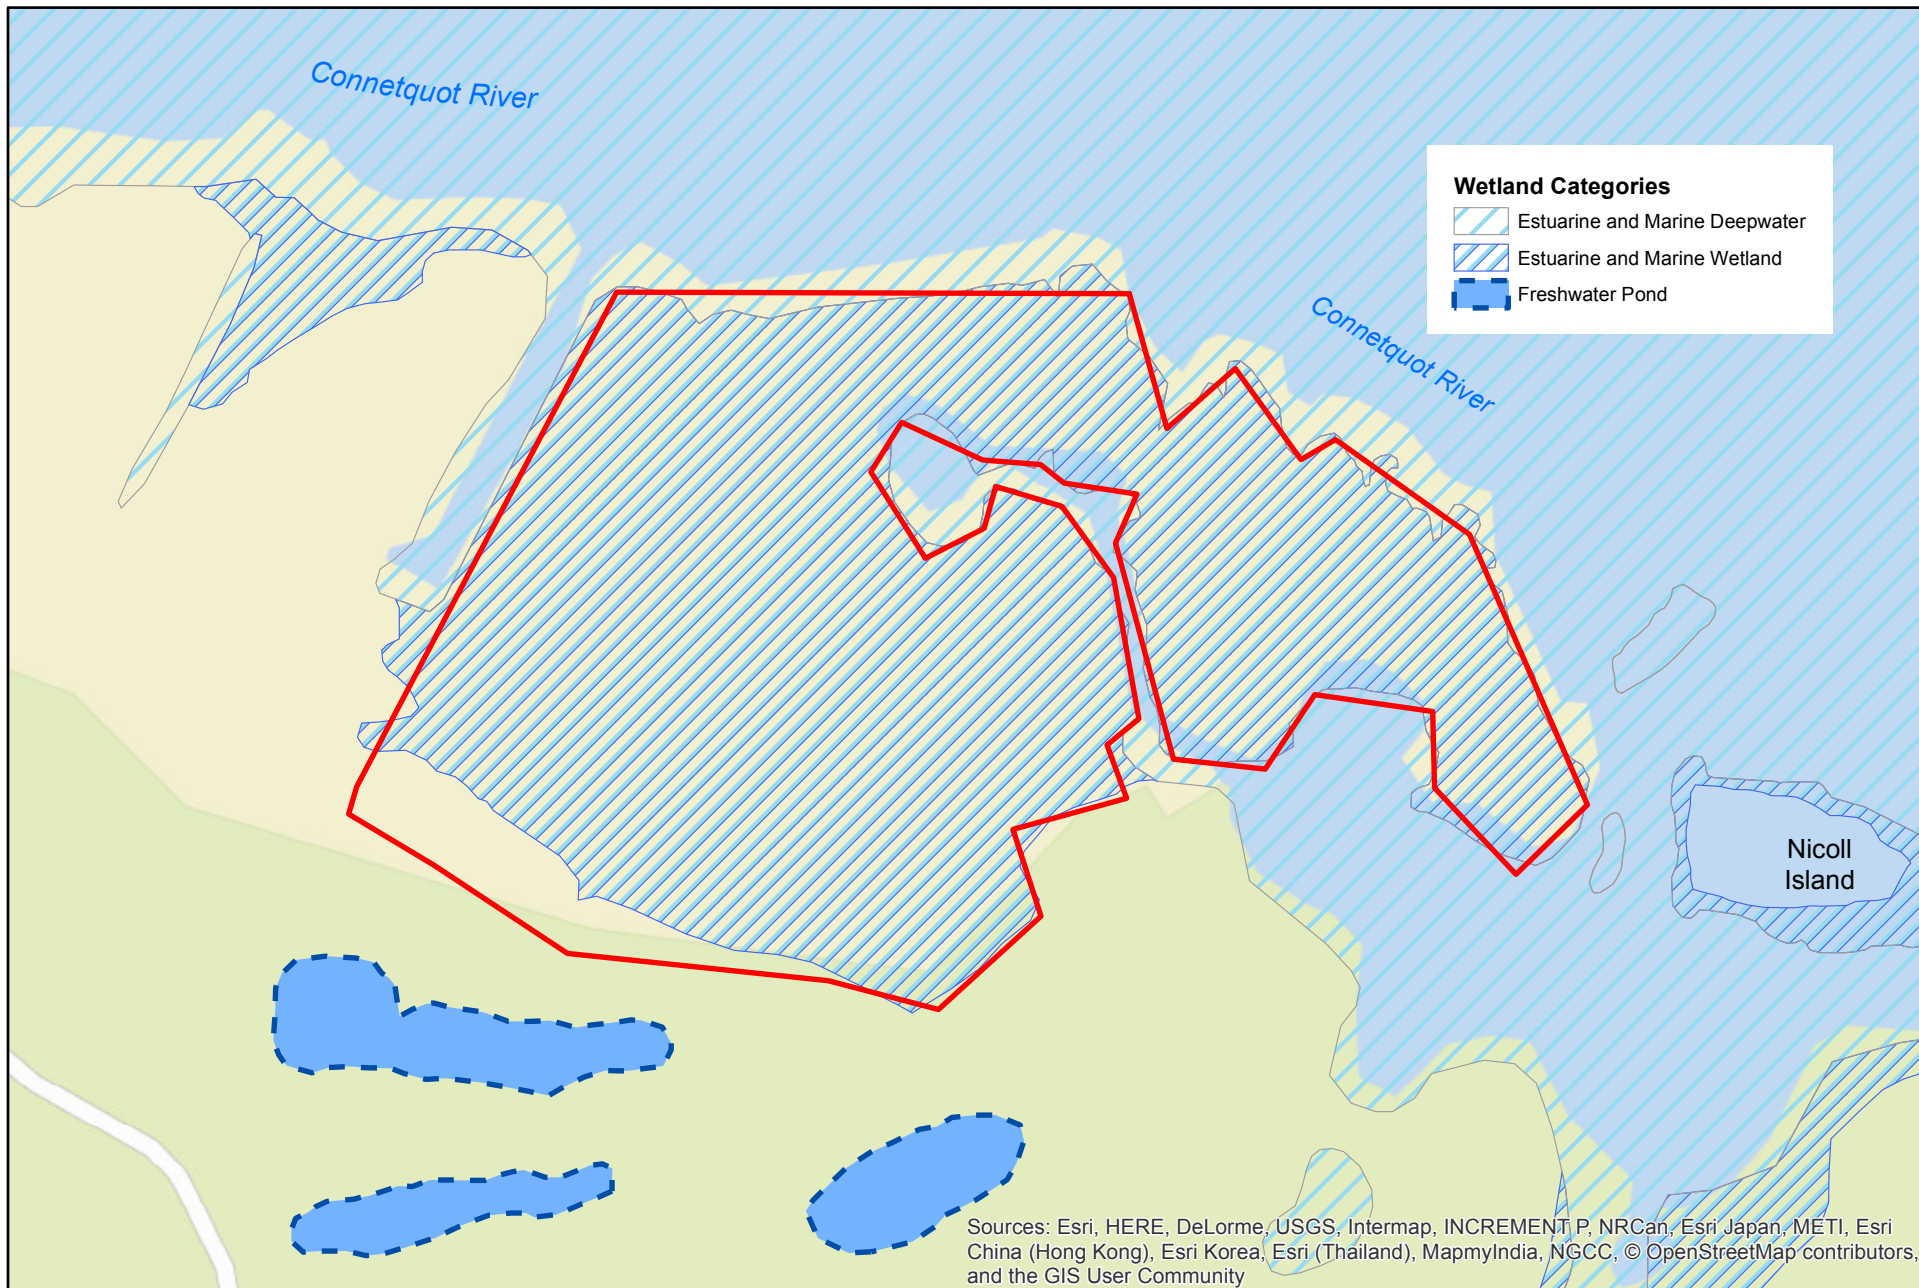 Connetquot River
Wetland Categories
Estuarine and Marine Deepwater
Estuarine and Marine Wetland
Freshwater Pond
Connetquot River
Nicoll
Island
Sources: Esri, HERE, DeLorme, USGS, Intermap, INCREMENT P, NRCan, Esri Japan, METI, Esri
China (Hong Kong), Esri Korea, Esri (Thailand), MapmyIndia, NGCC, © OpenStreetMap contributors,
and the GIS User Community